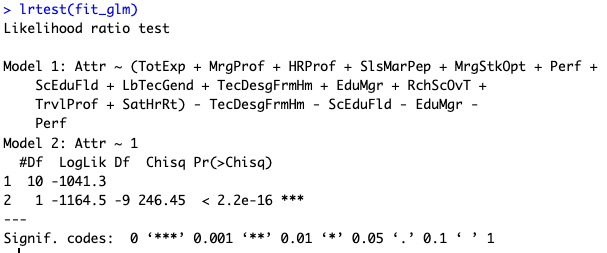 > lrtest(fit_glm)
Likelihood ratio test

Model 1: Attr ~ (TotExp + MrgProf + HRProf + SlsMarPep + MrgStkOpt + Perf +
    ScEduFld + LbTecGend + TecDesgFrmHm + EduMgr + RchScOvT +
    TrvlProf + SatHrRt) - TecDesgFrmHm - ScEduFld - EduMgr -
    Perf
Model 2: Attr ~ 1
  #Df  LogLik Df  Chisq Pr(>Chisq)
1  10 -1041.3
2   1 -1164.5 -9 246.45  < 2.2e-16 ***
---
Signif. codes:  0 ‘***’ 0.001 ‘**’ 0.01 ‘*’ 0.05 ‘.’ 0.1 ‘ ’ 1